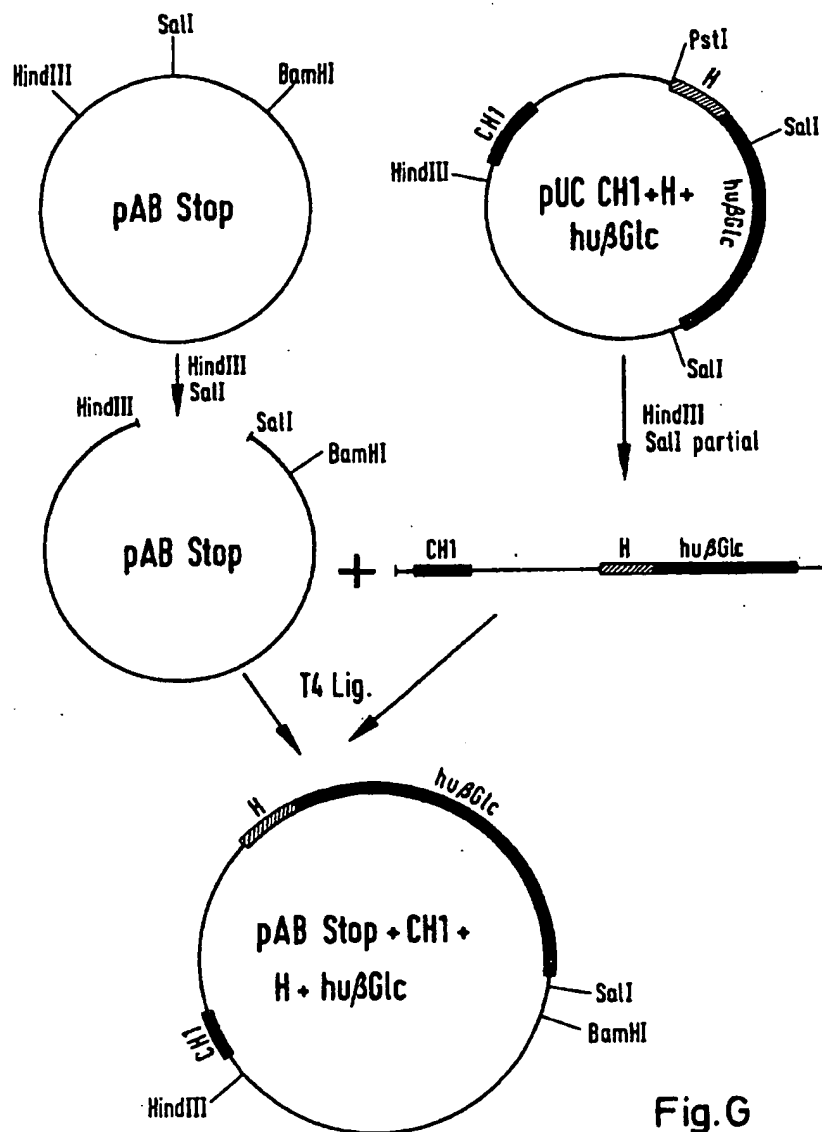 SalI
HindIII
BamHI
pAB Stop
PstI
H
CH1
SalI
HindIII
pUC CH1+H+
huβGlc
huβGlc
SalI
HindIII
SalI
HindIII
SalI partial
HindIII
SalI
BamHI
pAB Stop
+
CH1
H
huβGlc
T4 Lig.
H
huβGlc
pAB Stop + CH1 +
H + huβGlc
SalI
BamHI
CH1
HindIII
Fig.G